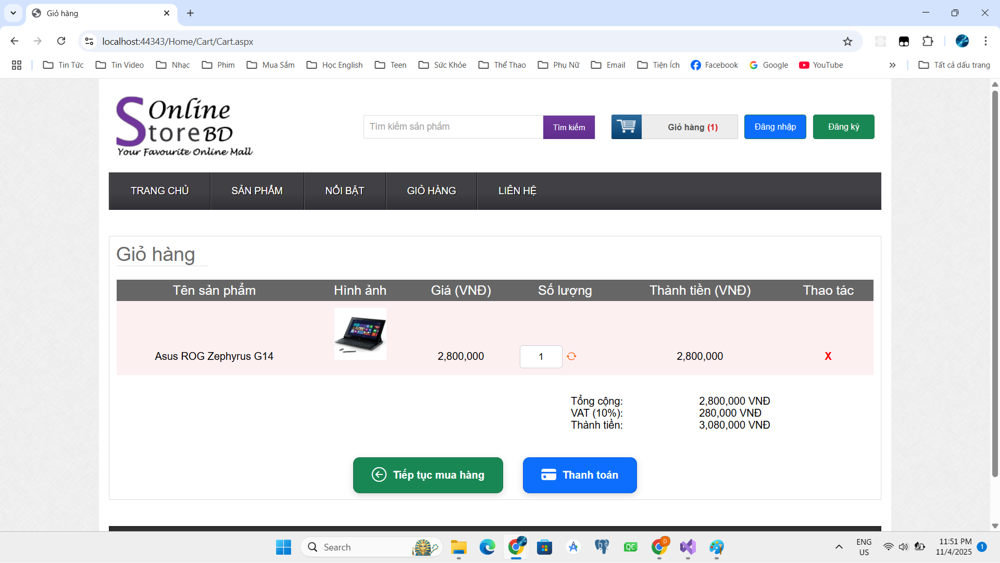 Giỏ hàng
localhost:44343/Home/Cart/Cart.aspx
Tin Tức Tin Video Nhạc Phim Mua Sắm Học English Teen Sức Khỏe Thể Thao Phụ Nữ Email Tiện Ích Facebook Google YouTube Tất cả dấu trang
Online
Store BD
Your Favourite Online Mall
Tìm kiếm sản phẩm Tìm kiếm Giỏ hàng (1) Đăng nhập Đăng ký
TRANG CHỦ SẢN PHẨM NỔI BẬT GIỎ HÀNG LIÊN HỆ
Giỏ hàng
Tên sản phẩm Hình ảnh Giá (VNĐ) Số lượng Thành tiền (VNĐ) Thao tác
Asus ROG Zephyrus G14 2,800,000 1 2,800,000 X
Tổng cộng: 2,800,000 VNĐ
VAT (10%): 280,000 VNĐ
Thành tiền: 3,080,000 VNĐ
Tiếp tục mua hàng Thanh toán
Search
QC
D
ENG
US
11:51 PM
11/4/2025
1